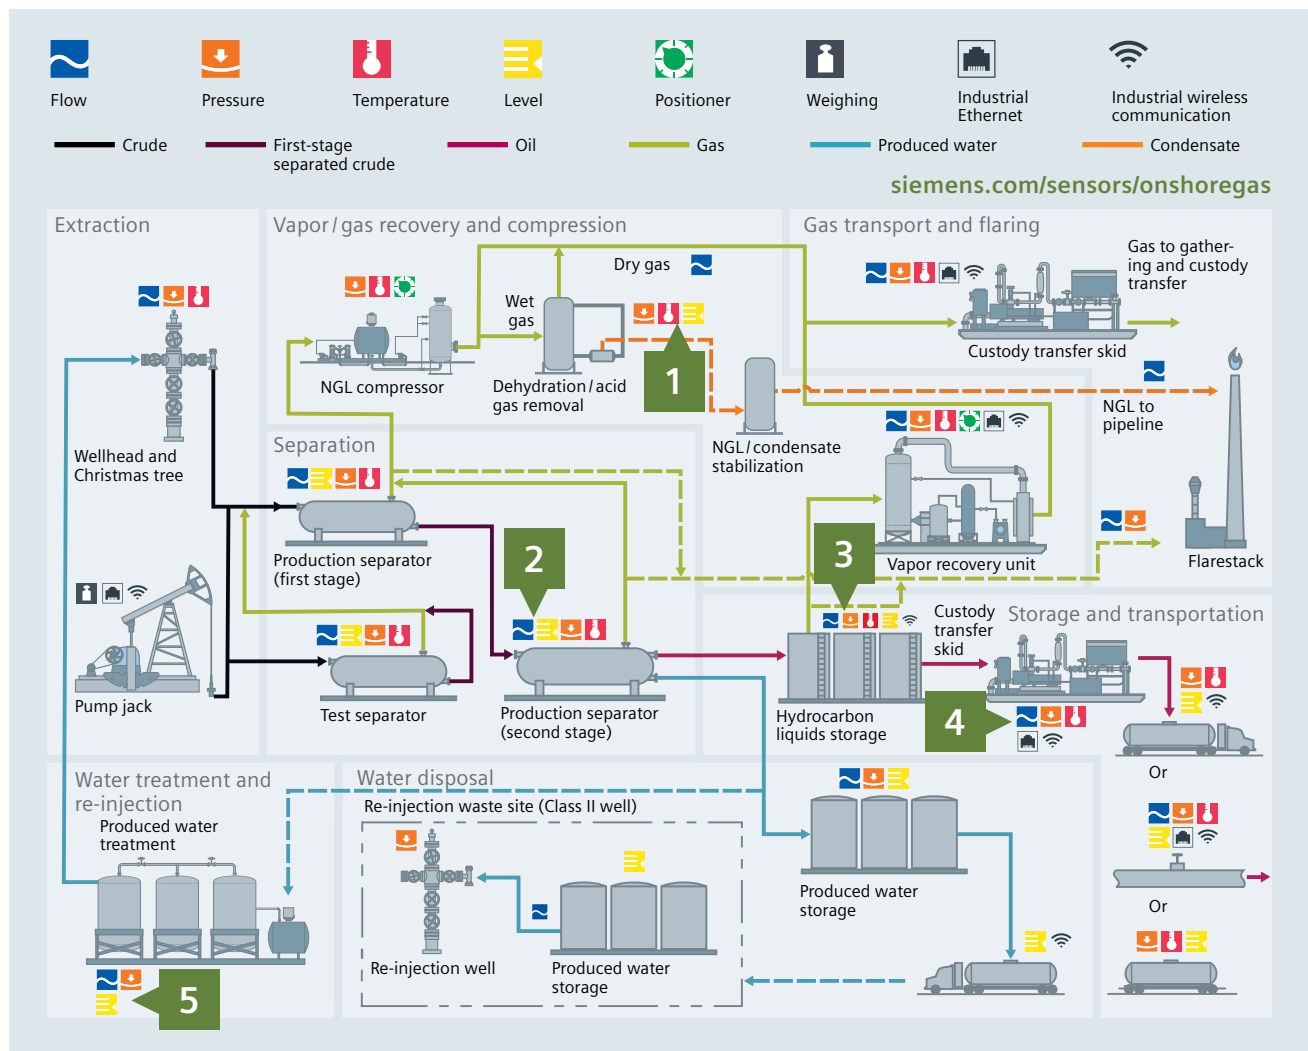 Flow
Pressure
Temperature
Level
Positioner
Weighing
Industrial
Ethernet
Industrial wireless
communication
Crude
First-stage
separated crude
Oil
Gas
Produced water
Condensate
siemens.com/sensors/onshoregas
Extraction
Vapor/gas recovery and compression
Gas transport and flaring
Dry gas
Wet
gas
Gas to gather-
ing and custody
transfer
Custody transfer skid
NGL compressor
Dehydration/acid
gas removal
1
NGL/condensate
stabilization
NGL to
pipeline
Wellhead and
Christmas tree
Separation
Production separator
(first stage)
2
3
Vapor recovery unit
Flarestack
Pump jack
Test separator
Production separator
(second stage)
Custody
transfer
skid
Storage and transportation
Hydrocarbon
liquids storage
4
Or
Or
Water treatment and
re-injection
Produced water
treatment
5
Water disposal
Re-injection waste site (Class II well)
Re-injection well
Produced water
storage
Produced water
storage